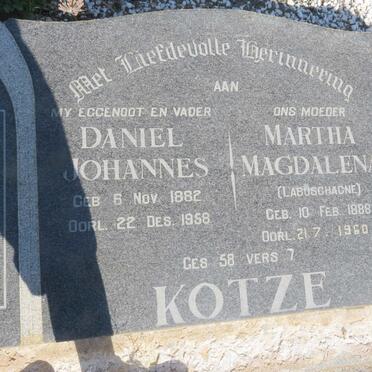 Met Liefdevolle Herinnering
AAN
MY EGGENOOT EN VADER
DANIEL
JOHANNES
GEB 6 NOV. 1882
OORL. 22 DES. 1958
ONS MOEDER
MARTHA
MAGDALENA
(LABUSCHAGNE)
GEB. 10 FEB. 1888
OORL. 21.7.1960
GES 58 VERS 7
KOTZE